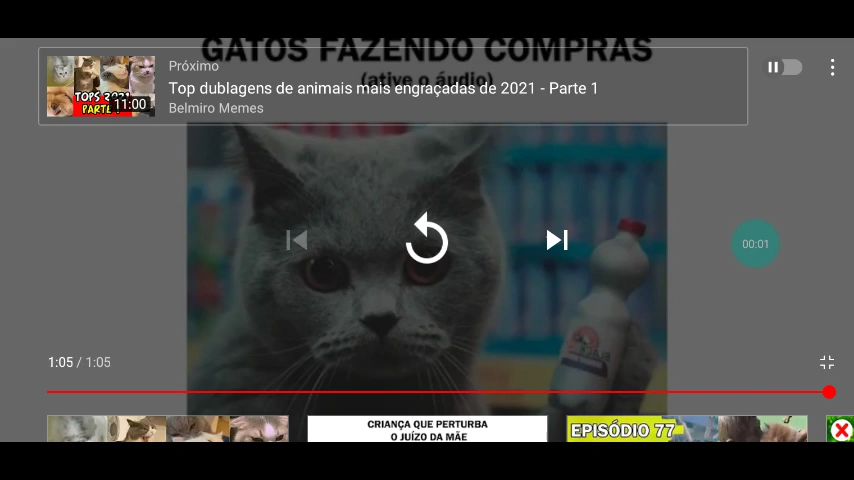 GATOS FAZENDO COMPRAS
(ative o áudio)
Próximo
Top dublagens de animais mais engraçadas de 2021 - Parte 1
Belmiro Memes
TOPS 2021
PARTE
11:00
00:01
1:05 / 1:05
CRIANÇA QUE PERTURBA
O JUÍZO DA MÃE
EPISÓDIO 77